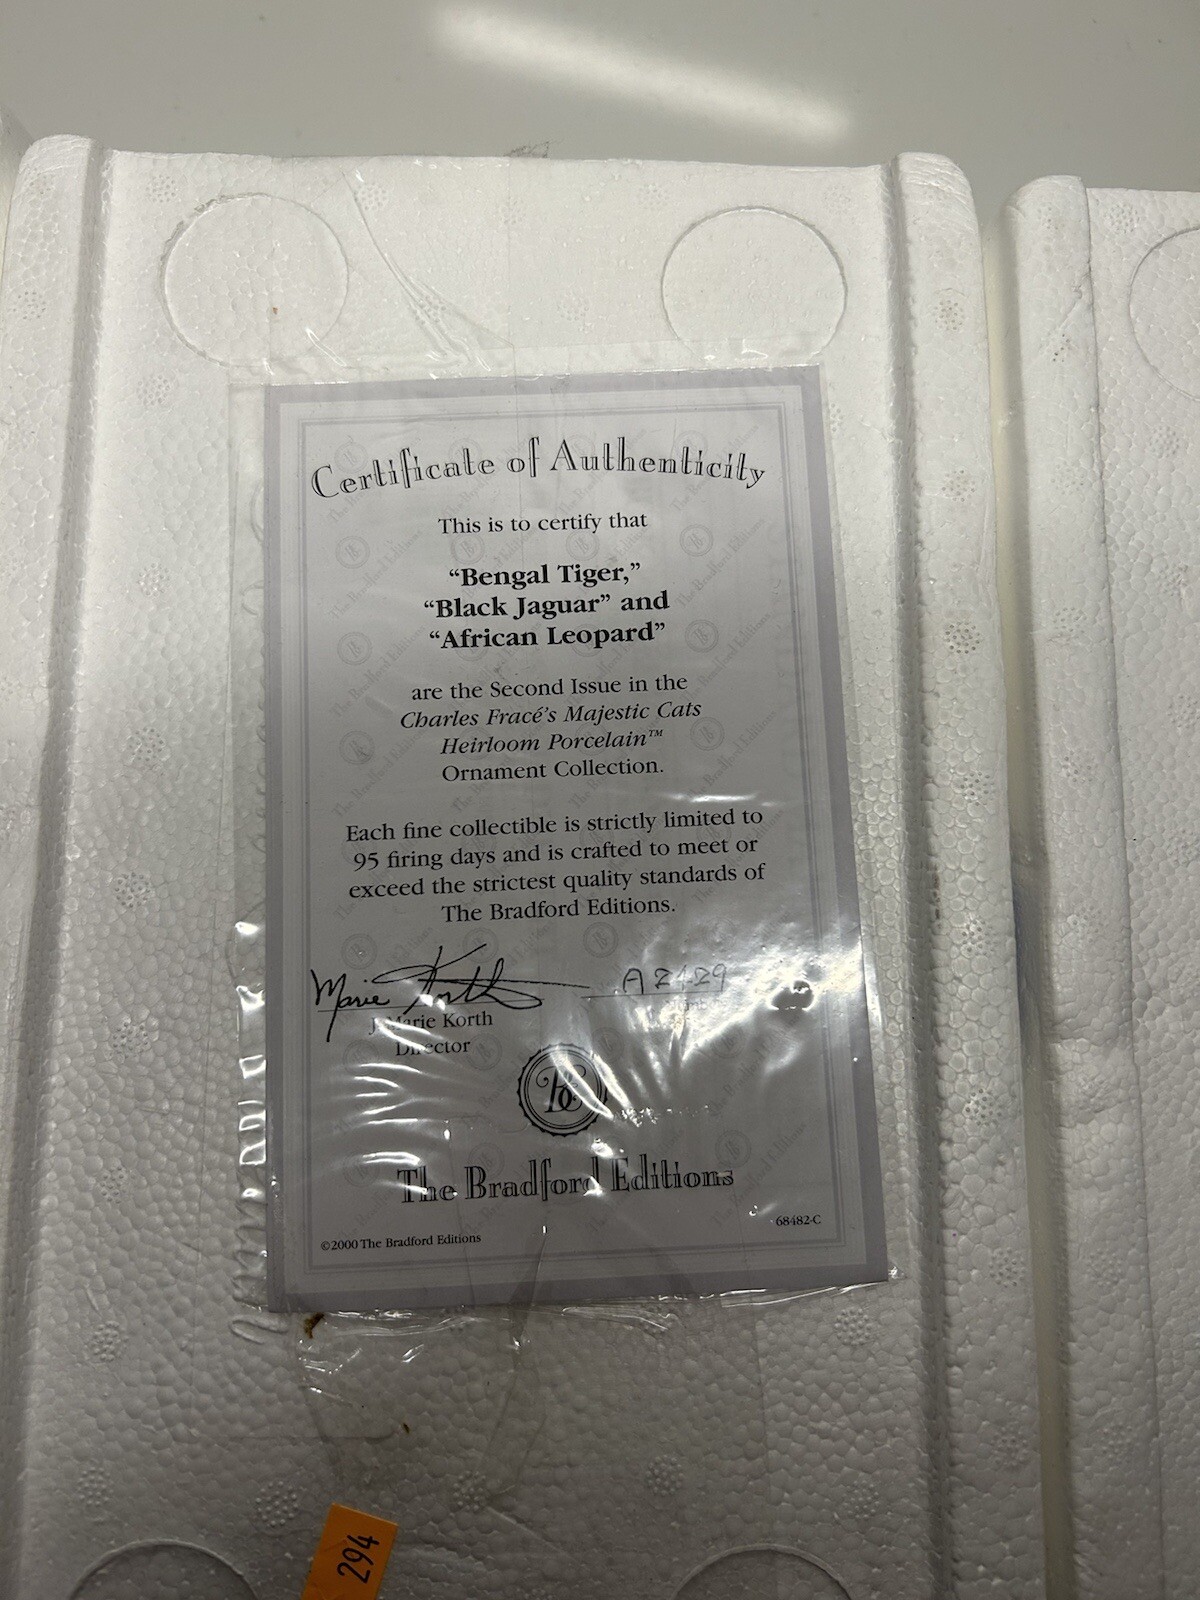 Certificate of Authenticity
This is to certify that
“Bengal Tiger,”
“Black Jaguar” and
“African Leopard”
are the Second Issue in the
Charles Fracé’s Majestic Cats
Heirloom Porcelain™
Ornament Collection.
Each fine collectible is strictly limited to
95 firing days and is crafted to meet or
exceed the strictest quality standards of
The Bradford Editions.
Marie Korth
A2429
J. Marie Korth
Number
Director
The Bradford Editions
68482-C
©2000 The Bradford Editions
294